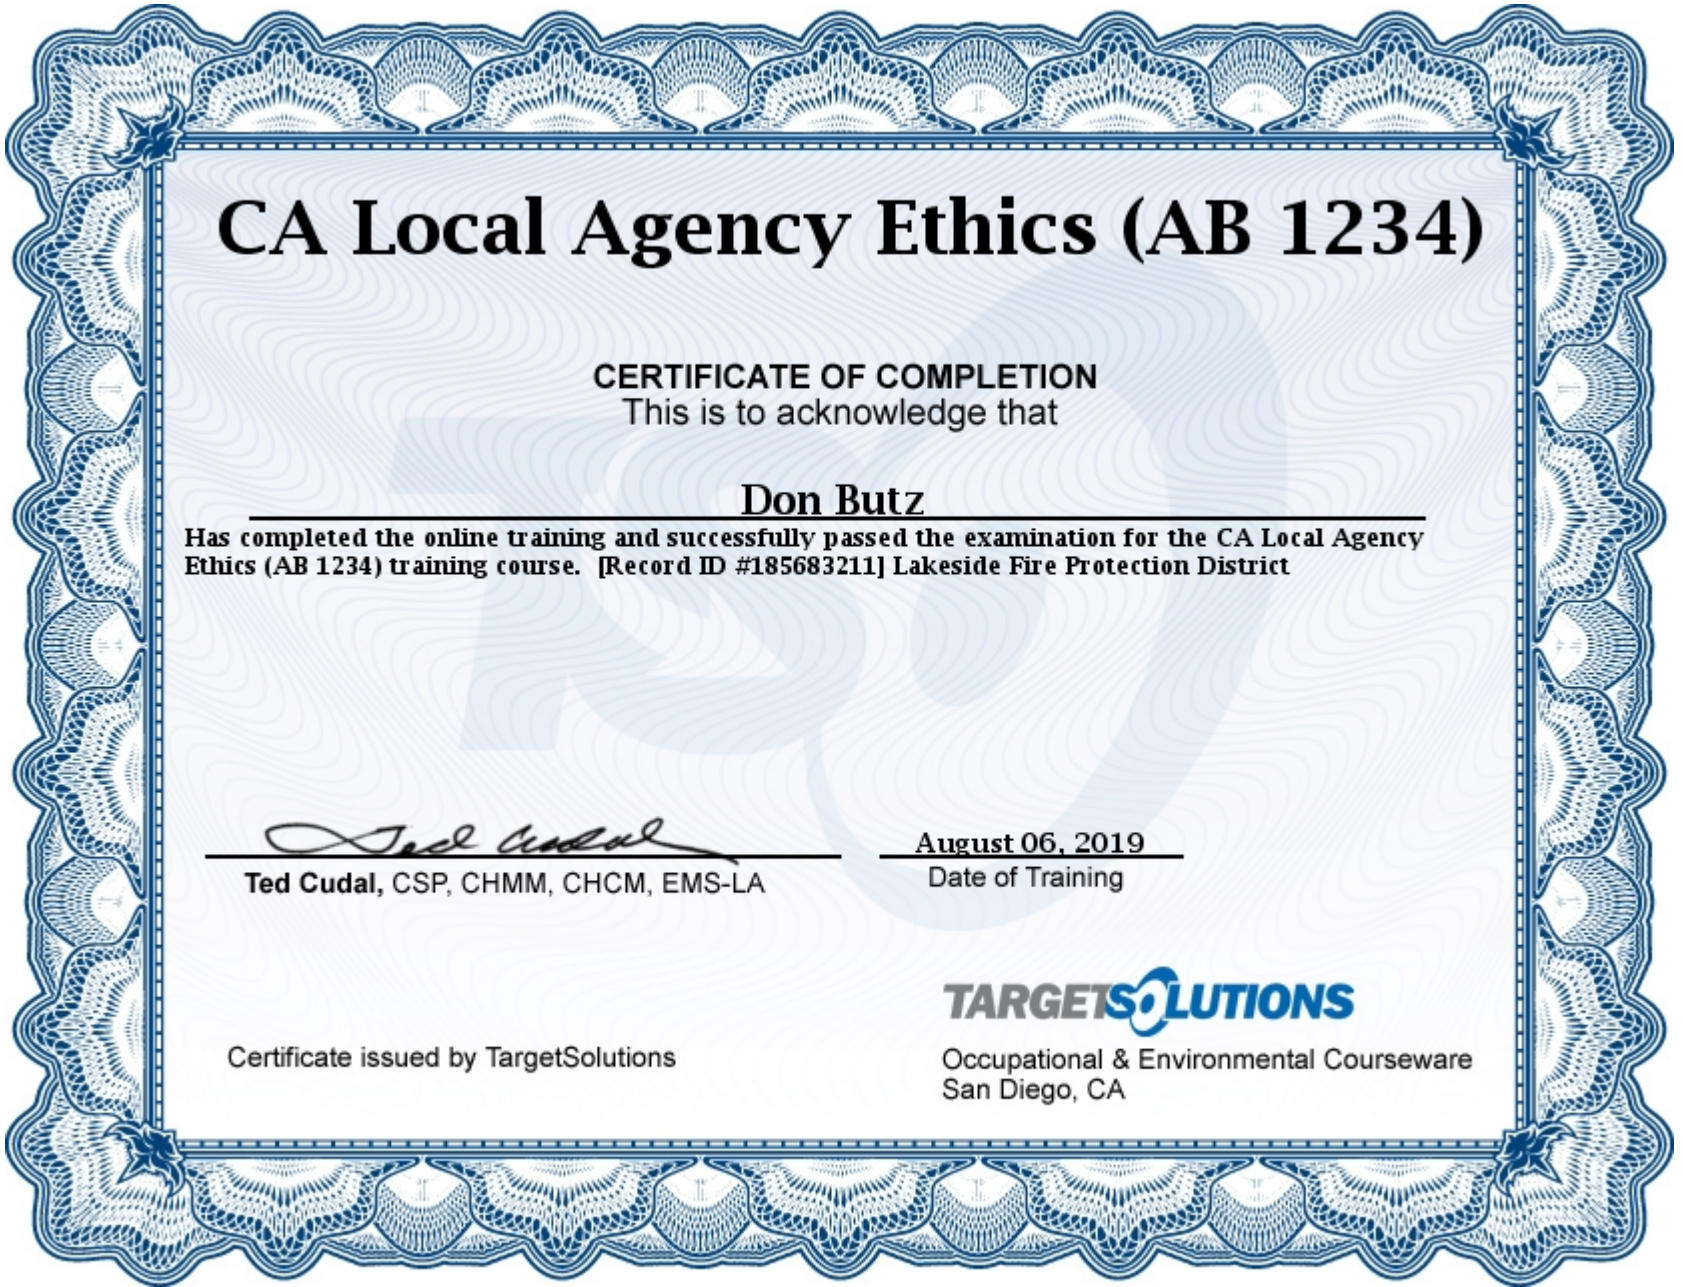 CA Local Agency Ethics (AB 1234)
CERTIFICATE OF COMPLETION
This is to acknowledge that
Don Butz
Has completed the online training and successfully passed the examination for the CA Local Agency
Ethics (AB 1234) training course.  [Record ID #185683211] Lakeside Fire Protection District
Ted Cudal
August 06, 2019
Ted Cudal, CSP, CHMM, CHCM, EMS-LA
Date of Training
TARGETSOLUTIONS
Certificate issued by TargetSolutions
Occupational & Environmental Courseware
San Diego, CA